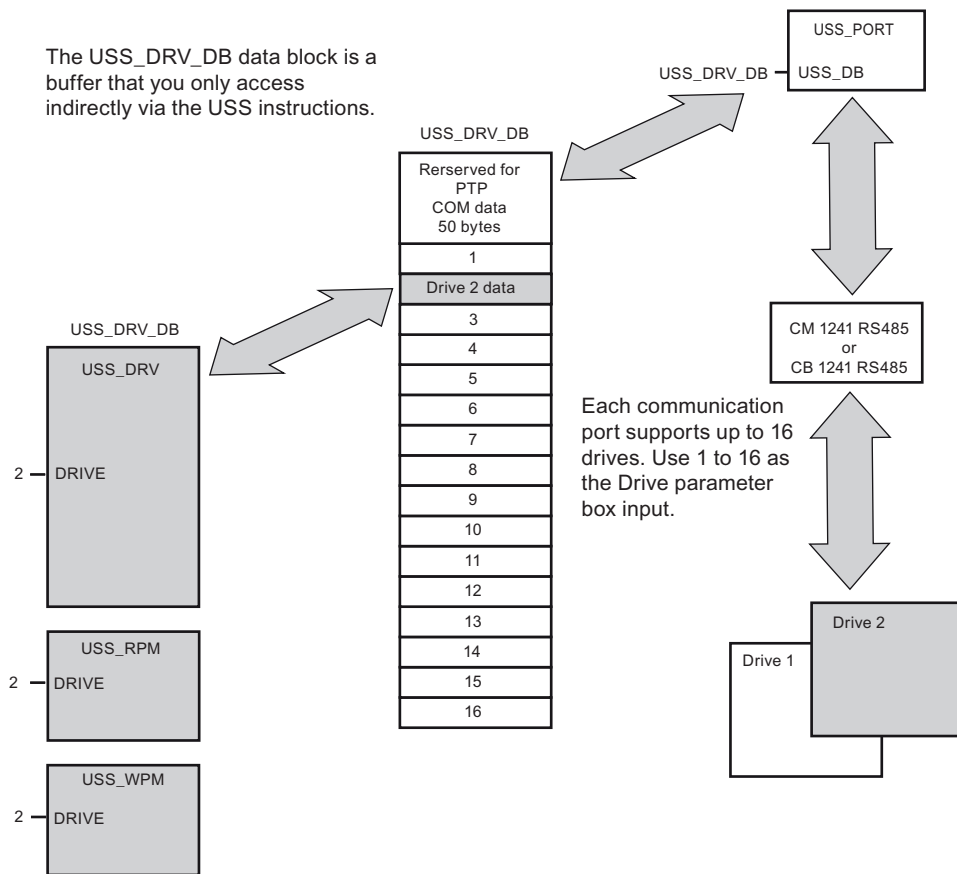 The USS_DRV_DB data block is a
buffer that you only access
indirectly via the USS instructions.
USS_PORT
USS_DRV_DB
USS_DB
USS_DRV_DB
Rerserved for
PTP
COM data
50 bytes
1
Drive 2 data
3
4
5
6
7
8
9
10
11
12
13
14
15
16
USS_DRV_DB
USS_DRV
2
DRIVE
USS_RPM
2
DRIVE
USS_WPM
2
DRIVE
CM 1241 RS485
or
CB 1241 RS485
Each communication
port supports up to 16
drives. Use 1 to 16 as
the Drive parameter
box input.
Drive 2
Drive 1